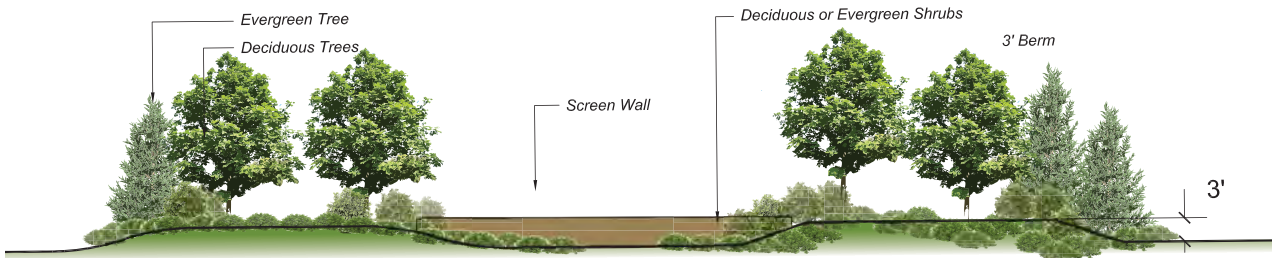 Evergreen Tree
Deciduous Trees
Screen Wall
Deciduous or Evergreen Shrubs
3' Berm
3'